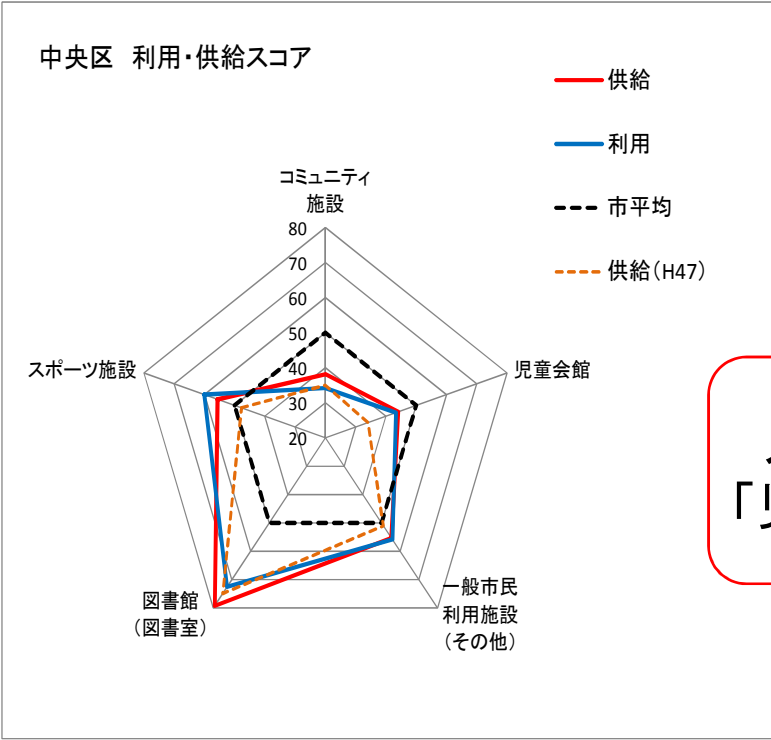 中央区 利用・供給スコア
供給
利用
市平均
供給(H47)
コミュニティ
施設
80
70
60
50
40
30
20
スポーツ施設
児童会館
図書館
(図書室)
一般市民
利用施設
(その他)